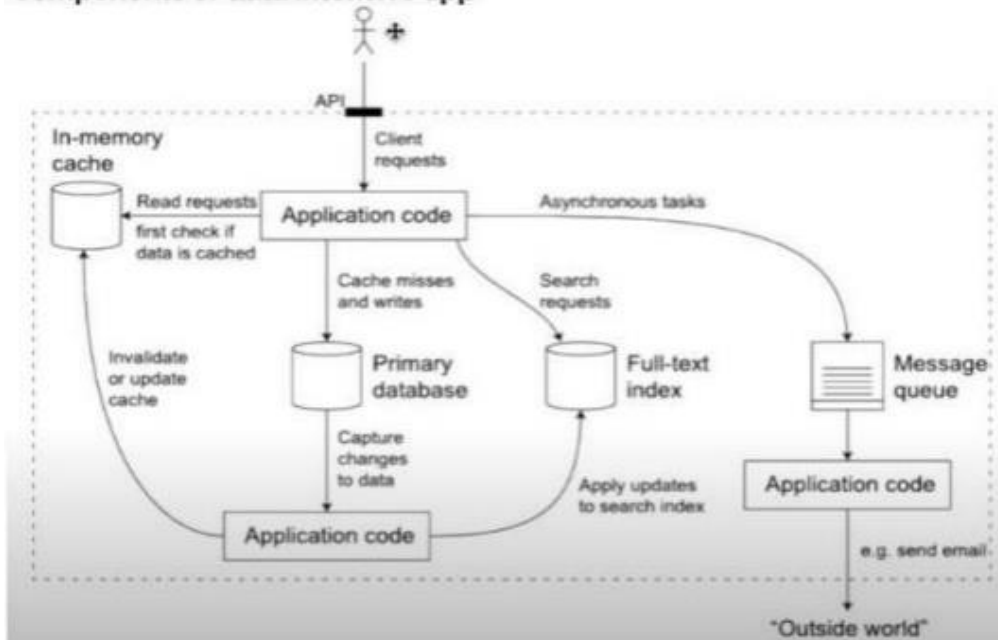 API
Client
requests
In-memory
cache
Read requests
first check if
data is cached
Application code
Asynchronous tasks
Cache misses
and writes
Search
requests
Invalidate
or update
cache
Primary
database
Full-text
index
Message
queue
Capture
changes
to data
Apply updates
to search index
Application code
Application code
e.g. send email
"Outside world"